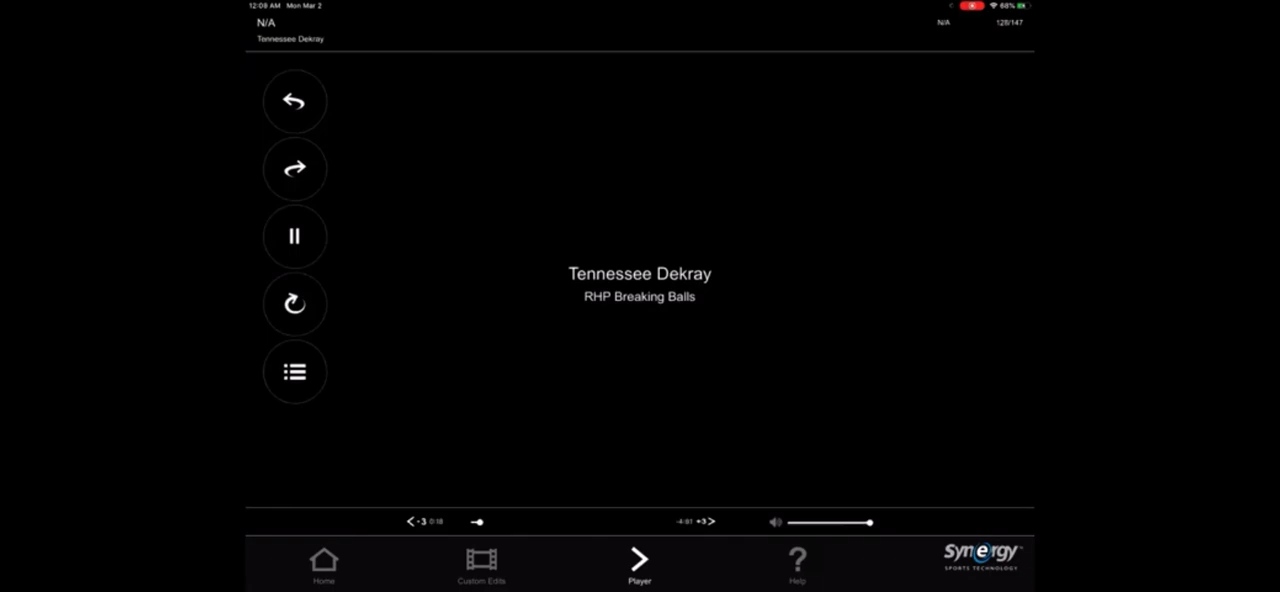 12:08 AM Mon Mar 2
68%
N/A
N/A
128/147
Tennessee Dekray
Tennessee Dekray
RHP Breaking Balls
-3 0:18
+3
Home
Custom Edits
Player
Help
Synergy
SPORTS TECHNOLOGY